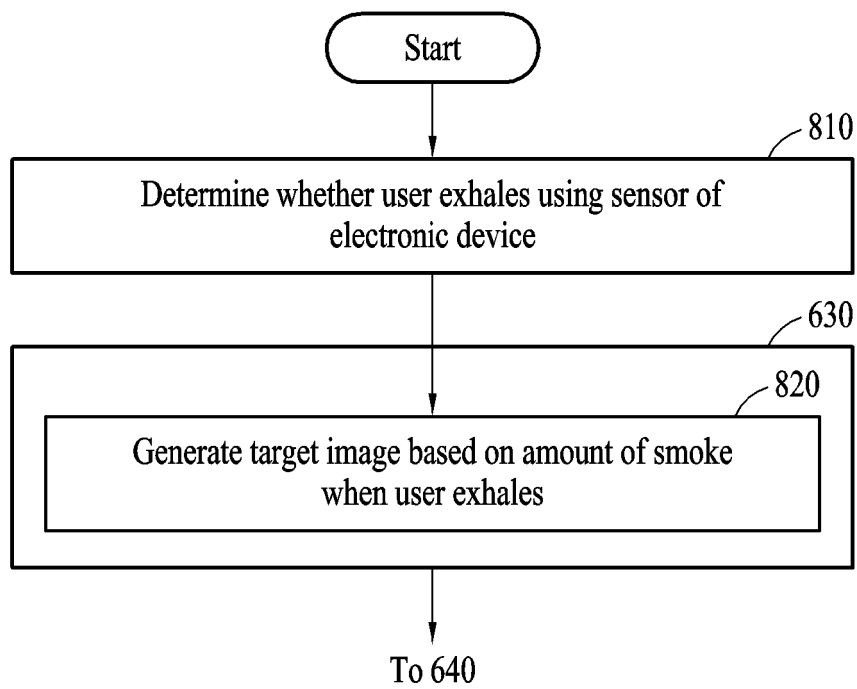 Start
810
Determine whether user exhales using sensor of
electronic device
630
820
Generate target image based on amount of smoke
when user exhales
To 640